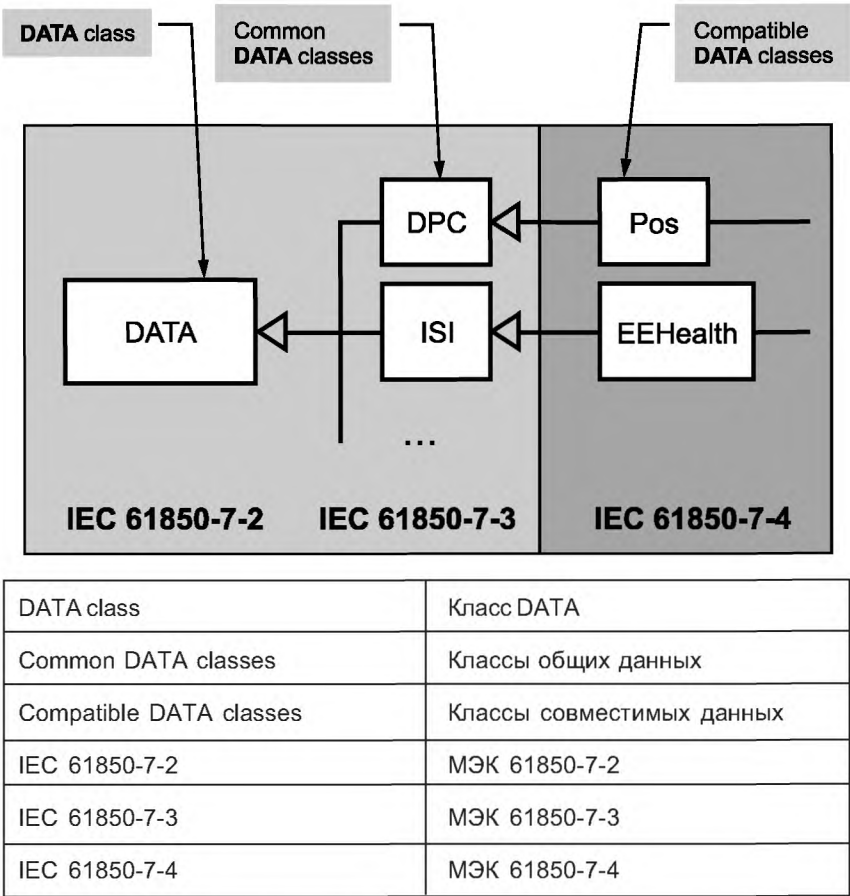 DATA class
Common
DATA classes
Compatible
DATA classes
DPC
Pos
DATA
ISI
EEHealth
...
IEC 61850-7-2
IEC 61850-7-3
IEC 61850-7-4
DATA class
Класс DATA
Common DATA classes
Классы общих данных
Compatible DATA classes
Классы совместимых данных
IEC 61850-7-2
МЭК 61850-7-2
IEC 61850-7-3
МЭК 61850-7-3
IEC 61850-7-4
МЭК 61850-7-4